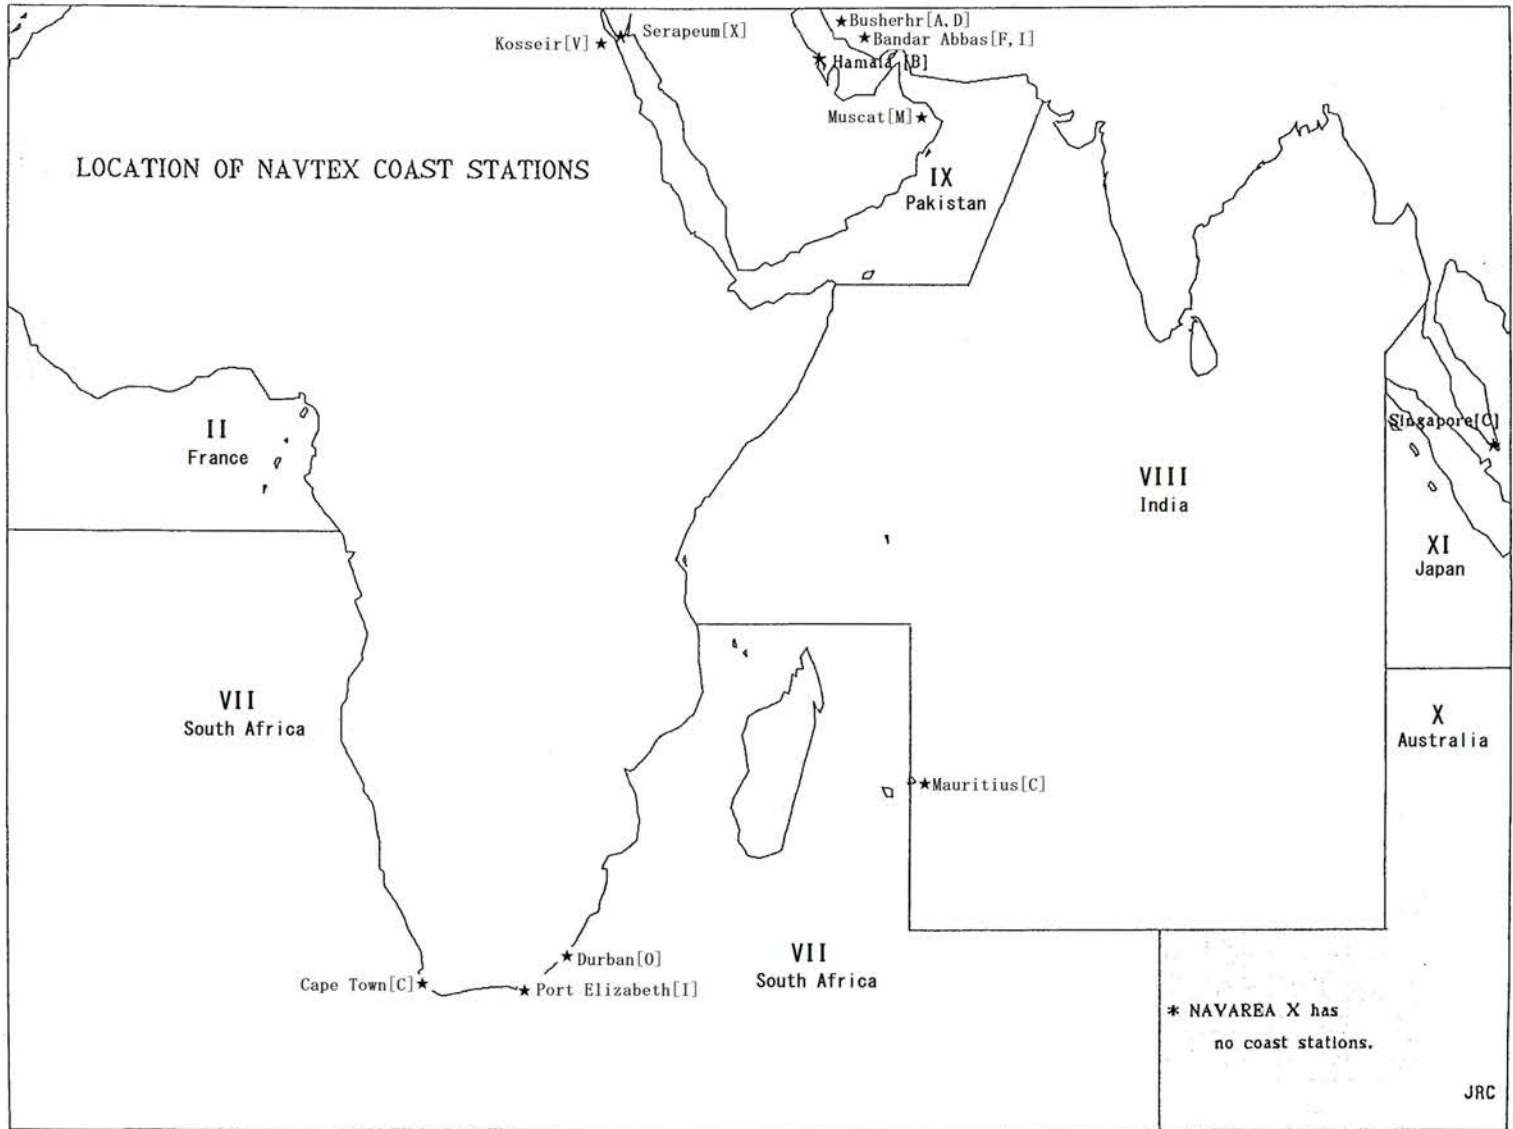 Busherhr[A,D]
Serapeum[X]
Kosseir[V]
Bandar Abbas[F,I]
Hamala [B]
Muscat[M]
LOCATION OF NAVTEX COAST STATIONS
IX
Pakistan
II
France
Singapore[C]
VIII
India
XI
Japan
VII
South Africa
X
Australia
Mauritius[C]
VII
South Africa
Durban[O]
Cape Town[C]
Port Elizabeth[I]
* NAVAREA X has
no coast stations.
JRC